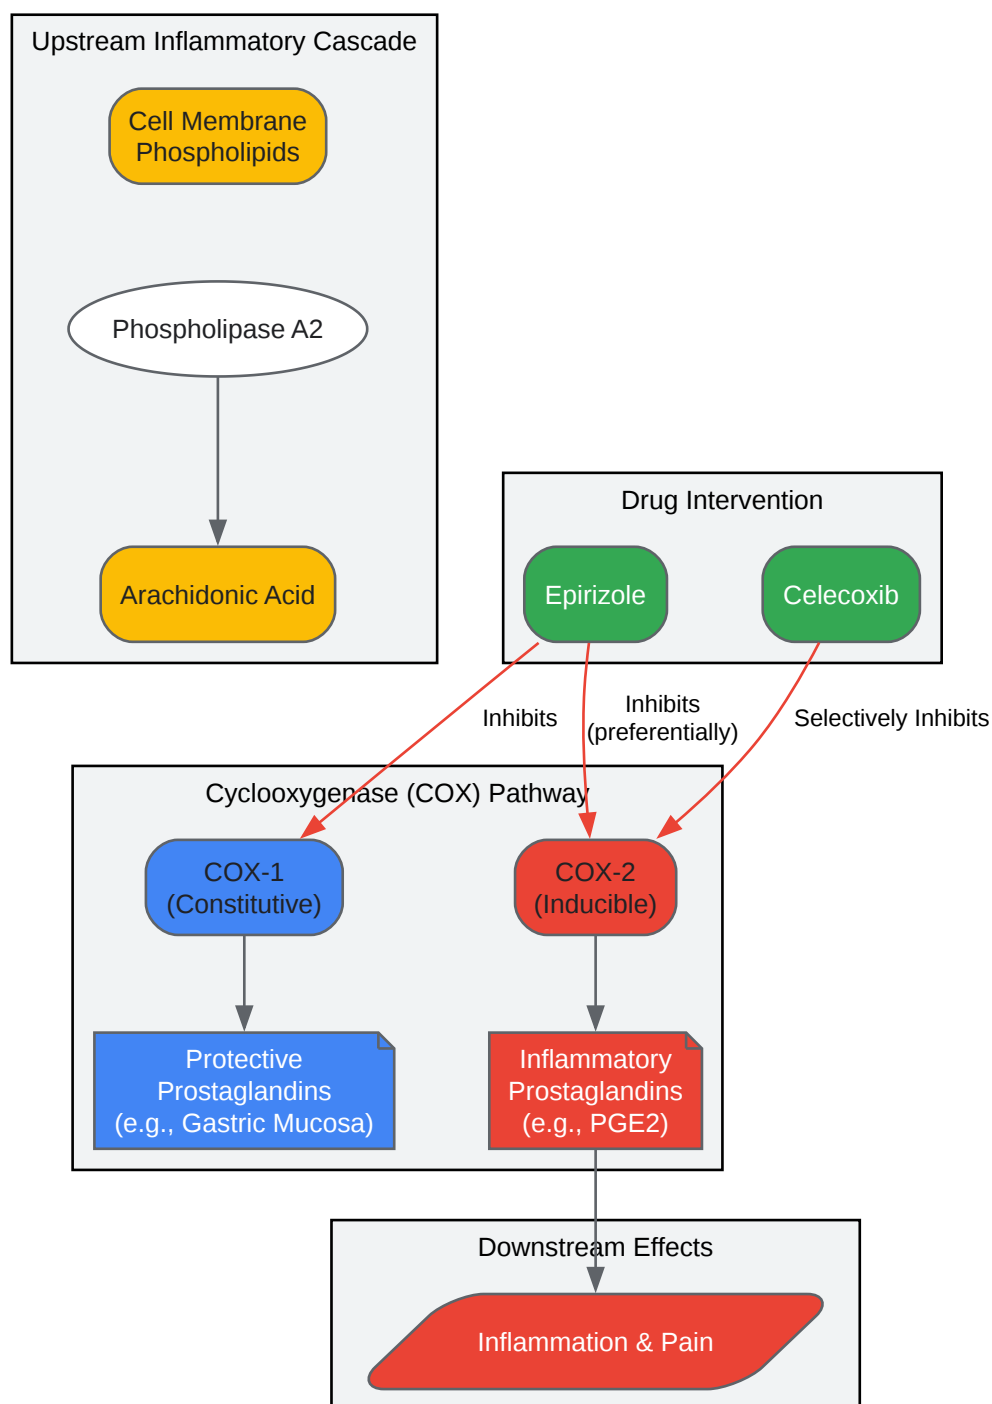 Upstream Inflammatory Cascade
Cell Membrane
Phospholipids
Phospholipase A2
Arachidonic Acid
Drug Intervention
Epirizole
Celecoxib
Inhibits
Inhibits
(preferentially)
Selectively Inhibits
Cyclooxygenase (COX) Pathway
COX-1
(Constitutive)
COX-2
(Inducible)
Protective
Prostaglandins
(e.g., Gastric Mucosa)
Inflammatory
Prostaglandins
(e.g., PGE2)
Downstream Effects
Inflammation & Pain